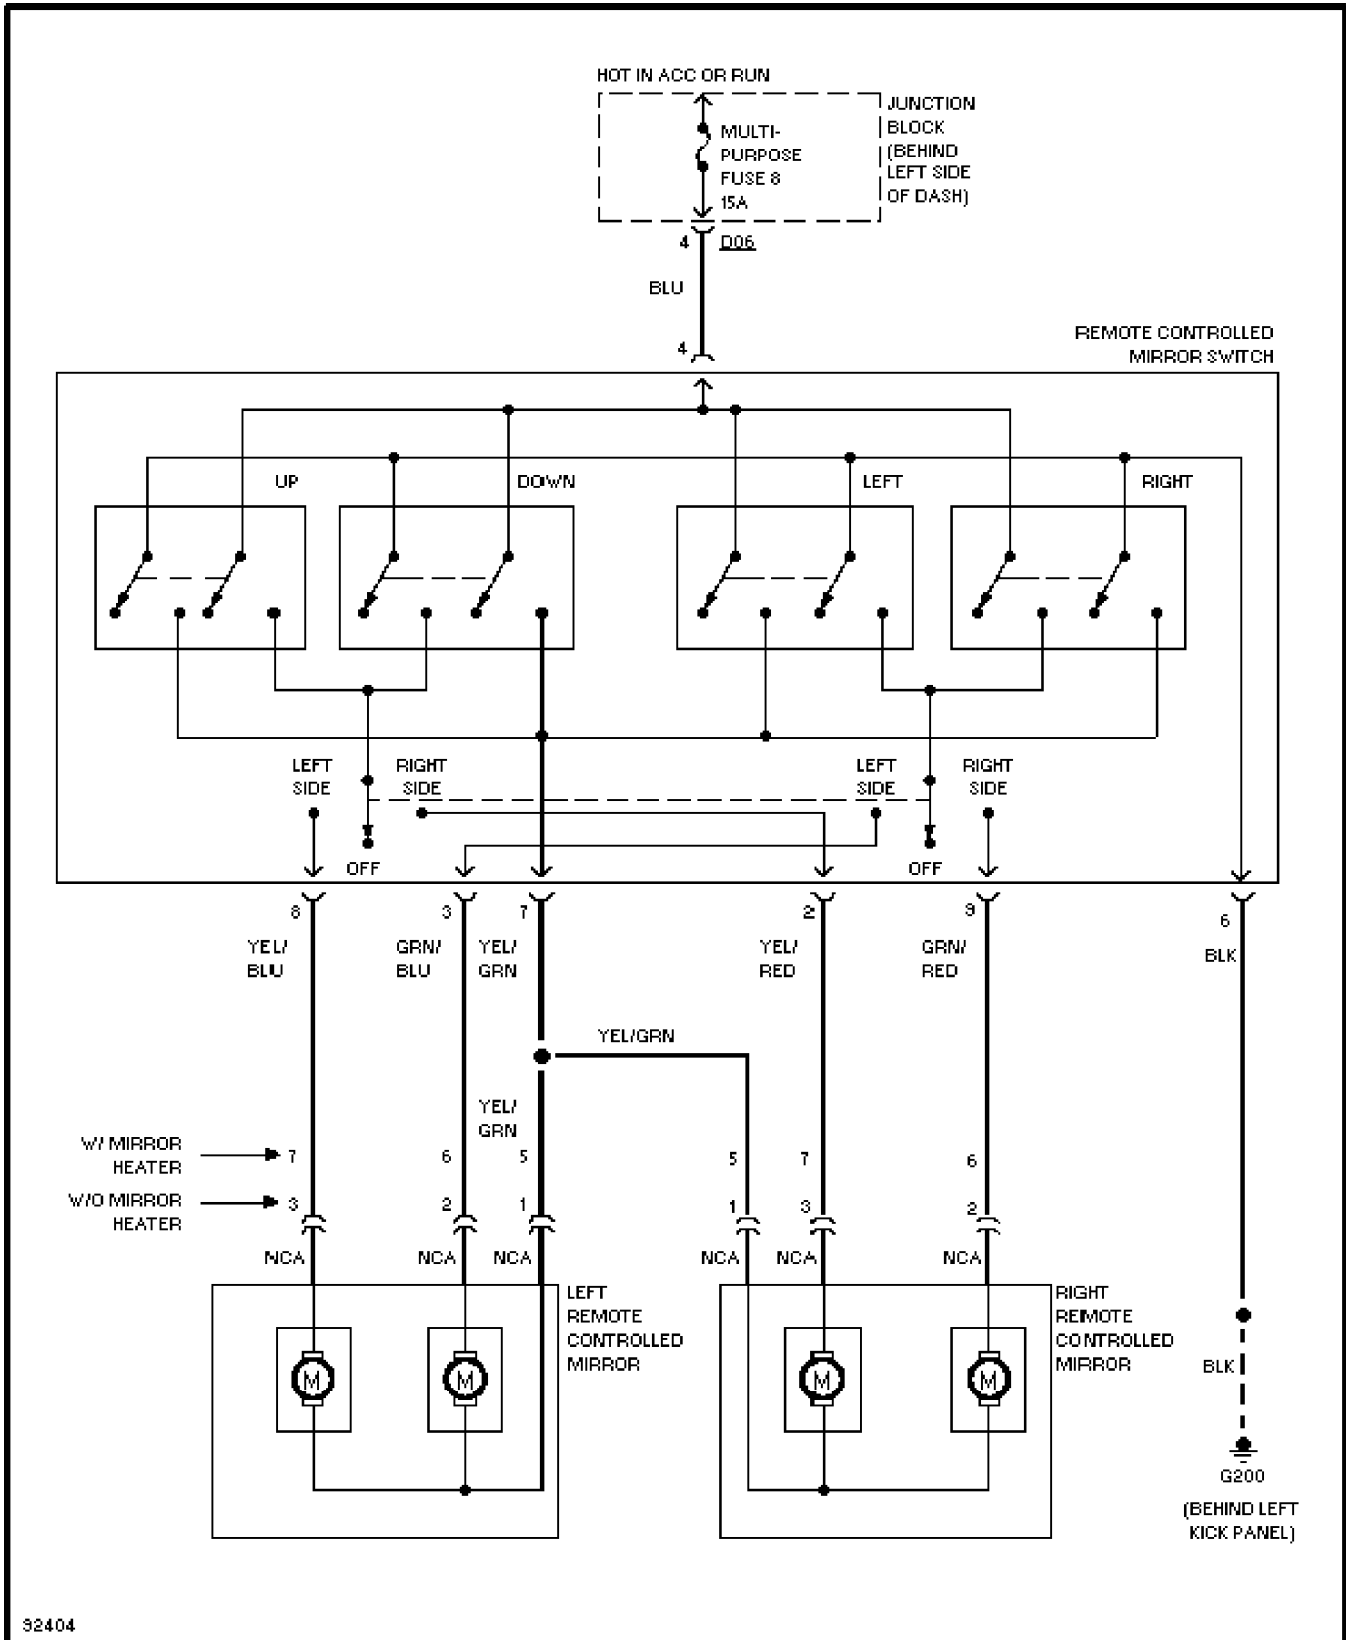 HOT IN ACC OR RUN
JUNCTION
BLOCK
(BEHIND
LEFT SIDE
OF DASH)
MULTI-
PURPOSE
FUSE 8
15A
4 D06
BLU
4
REMOTE CONTROLLED
MIRROR SWITCH
UP DOWN LEFT RIGHT
LEFT
SIDE
RIGHT
SIDE
LEFT
SIDE
RIGHT
SIDE
OFF OFF
8 3 7 2 9 6
YEL/
BLU
GRN/
BLU
YEL/
GRN
YEL/
RED
GRN/
RED
BLK
YEL/GRN
YEL/
GRN
W/ MIRROR
HEATER
7 6 5 5 7 6
W/O MIRROR
HEATER
3 2 1 1 3 2
NCA NCA NCA NCA NCA NCA
LEFT
REMOTE
CONTROLLED
MIRROR
RIGHT
REMOTE
CONTROLLED
MIRROR
M M M M
BLK
G200
(BEHIND LEFT
KICK PANEL)
92404